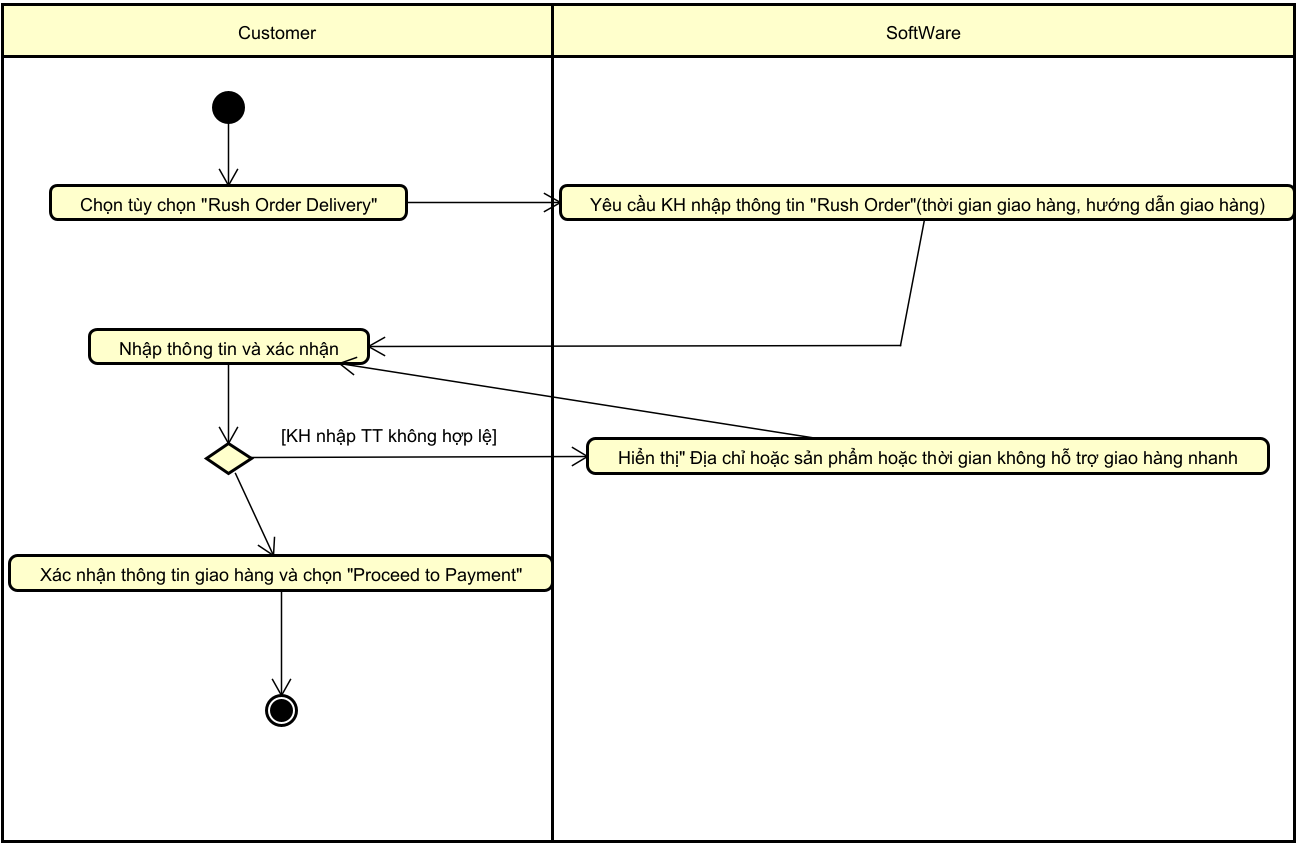 Customer
SoftWare
Chọn tùy chọn "Rush Order Delivery"
Yêu cầu KH nhập thông tin "Rush Order"(thời gian giao hàng, hướng dẫn giao hàng)
Nhập thông tin và xác nhận
[KH nhập TT không hợp lệ]
Hiển thị" Địa chỉ hoặc sản phẩm hoặc thời gian không hỗ trợ giao hàng nhanh
Xác nhận thông tin giao hàng và chọn "Proceed to Payment"